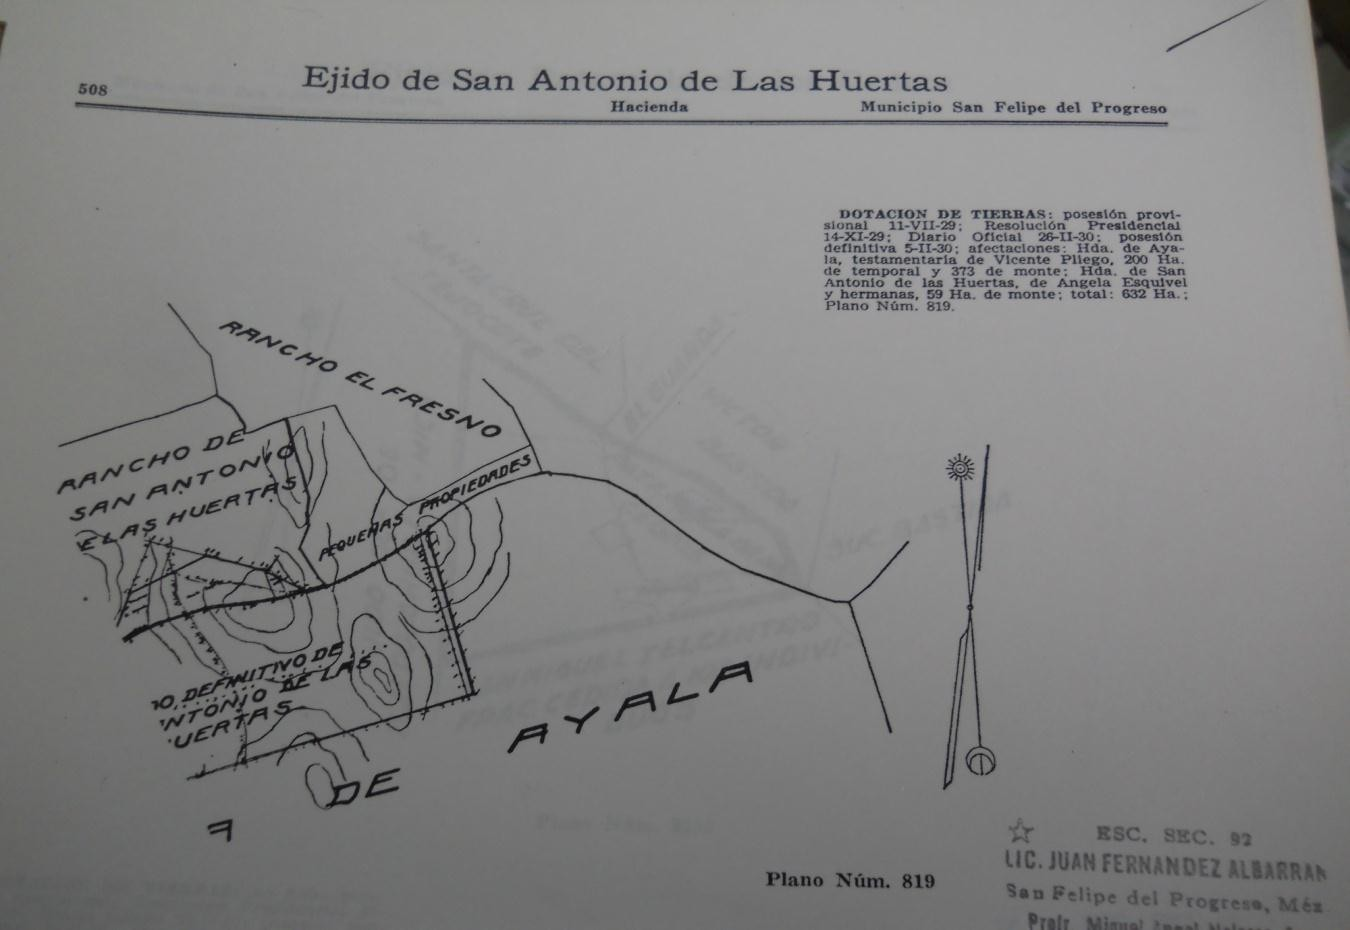 508
Ejido de San Antonio de Las Huertas
Hacienda
Municipio San Felipe del Progreso
DOTACION DE TIERRAS: posesión provi-
sional 11-VII-29; Resolución Presidencial
14-XI-29; Diario Oficial 26-II-30; posesión
definitiva 5-II-30; afectaciones: Hda. de Aya-
la, testamentaría de Vicente Pliego, 200 Ha.
de temporal y 373 de monte; Hda. de San
Antonio de las Huertas, de Angela Esquivel
y hermanas, 59 Ha. de monte; total: 632 Ha.;
Plano Núm. 819.
RANCHO EL FRESNO
RANCHO DE
SAN ANTONIO
E LAS HUERTAS
PEQUEÑAS PROPIEDADES
O. DEFINITIVO DE
NTONIO DE LAS
UERTAS
DE
AYALA
Plano Núm. 819
ESC. SEC. 92
LIC. JUAN FERNANDEZ ALBARRAN
San Felipe del Progreso, Méx
Profr. Miguel Angel